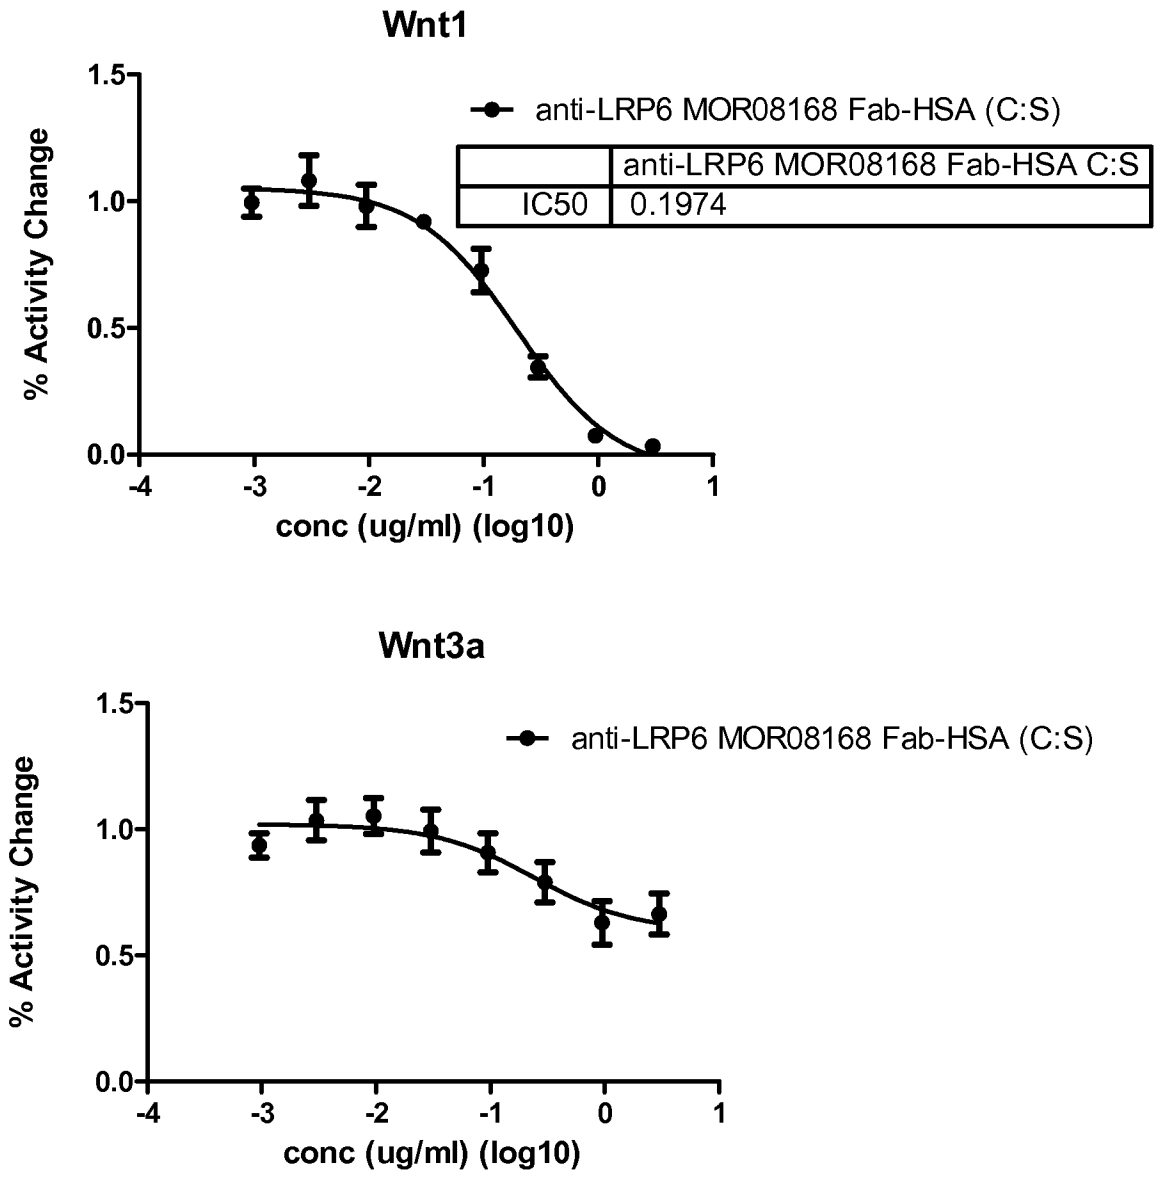 Wnt1
1.5
anti-LRP6 MOR08168 Fab-HSA (C:S)
anti-LRP6 MOR08168 Fab-HSA C:S
IC50 0.1974
% Activity Change
1.0
0.5
0.0
-4 -3 -2 -1 0 1
conc (ug/ml) (log10)
Wnt3a
1.5
anti-LRP6 MOR08168 Fab-HSA (C:S)
% Activity Change
1.0
0.5
0.0
-4 -3 -2 -1 0 1
conc (ug/ml) (log10)